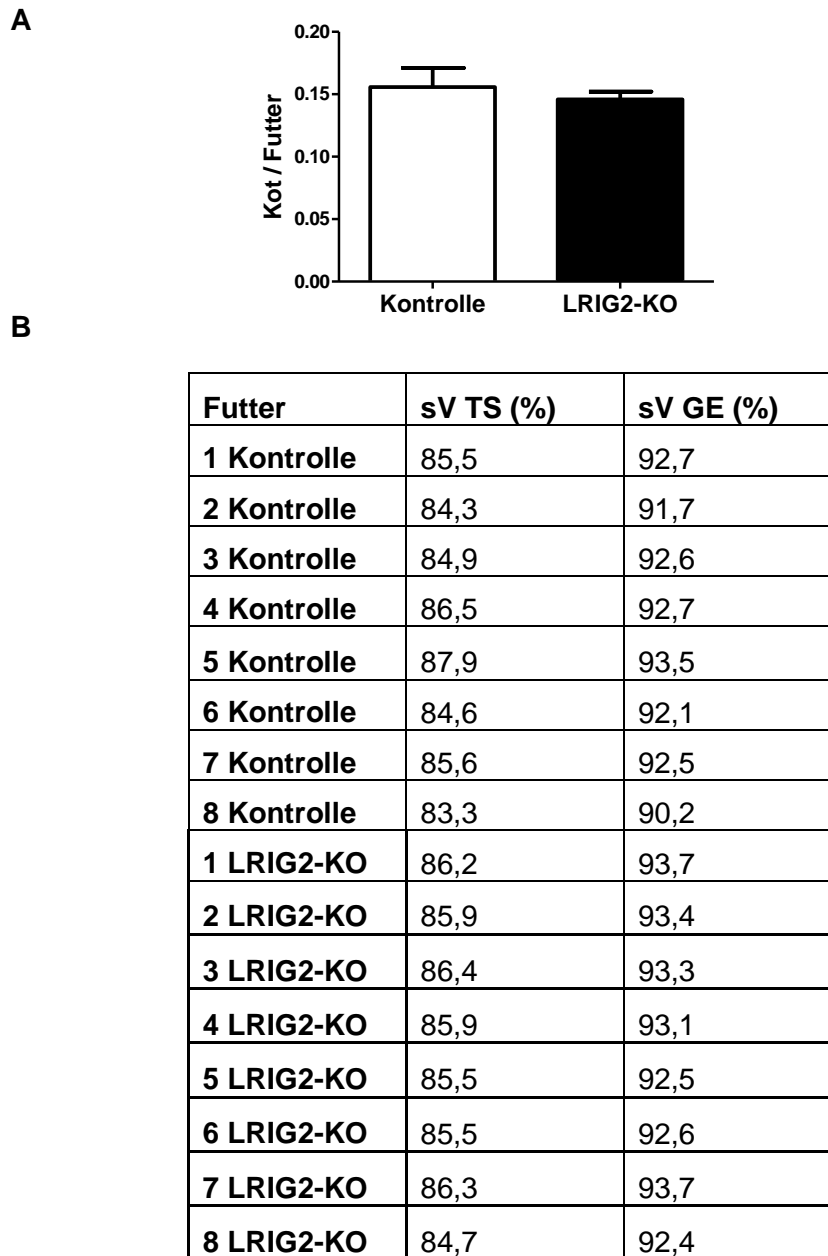 A
0.20
0.15
0.10
0.05
0.00
Kot / Futter
Kontrolle LRIG2-KO
B
Futter sV TS (%) sV GE (%)
1 Kontrolle 85,5 92,7
2 Kontrolle 84,3 91,7
3 Kontrolle 84,9 92,6
4 Kontrolle 86,5 92,7
5 Kontrolle 87,9 93,5
6 Kontrolle 84,6 92,1
7 Kontrolle 85,6 92,5
8 Kontrolle 83,3 90,2
1 LRIG2-KO 86,2 93,7
2 LRIG2-KO 85,9 93,4
3 LRIG2-KO 86,4 93,3
4 LRIG2-KO 85,9 93,1
5 LRIG2-KO 85,5 92,5
6 LRIG2-KO 85,5 92,6
7 LRIG2-KO 86,3 93,7
8 LRIG2-KO 84,7 92,4